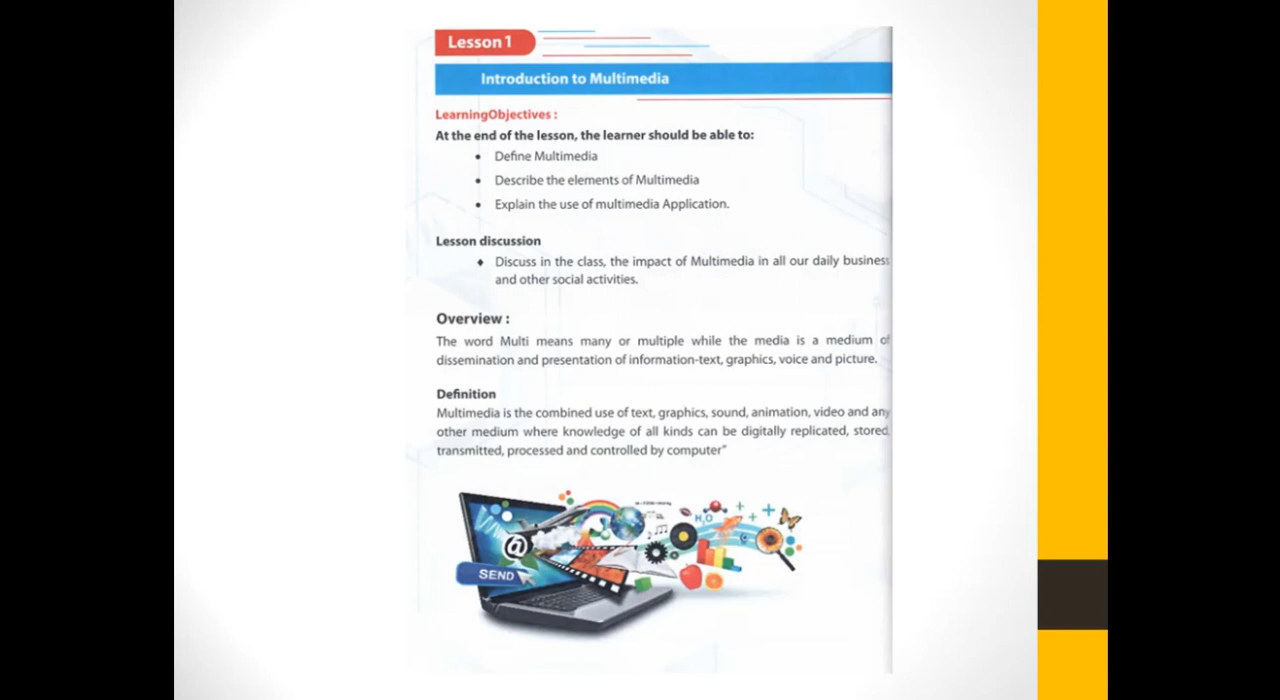 Lesson 1
Introduction to Multimedia
LearningObjectives :
At the end of the lesson, the learner should be able to:
• Define Multimedia
• Describe the elements of Multimedia
• Explain the use of multimedia Application.
Lesson discussion
♦ Discuss in the class, the impact of Multimedia in all our daily business
and other social activities.
Overview :
The word Multi means many or multiple while the media is a medium of
dissemination and presentation of information-text, graphics, voice and picture.
Definition
Multimedia is the combined use of text, graphics, sound, animation, video and any
other medium where knowledge of all kinds can be digitally replicated, stored,
transmitted, processed and controlled by computer"
H₂O
@
SEND